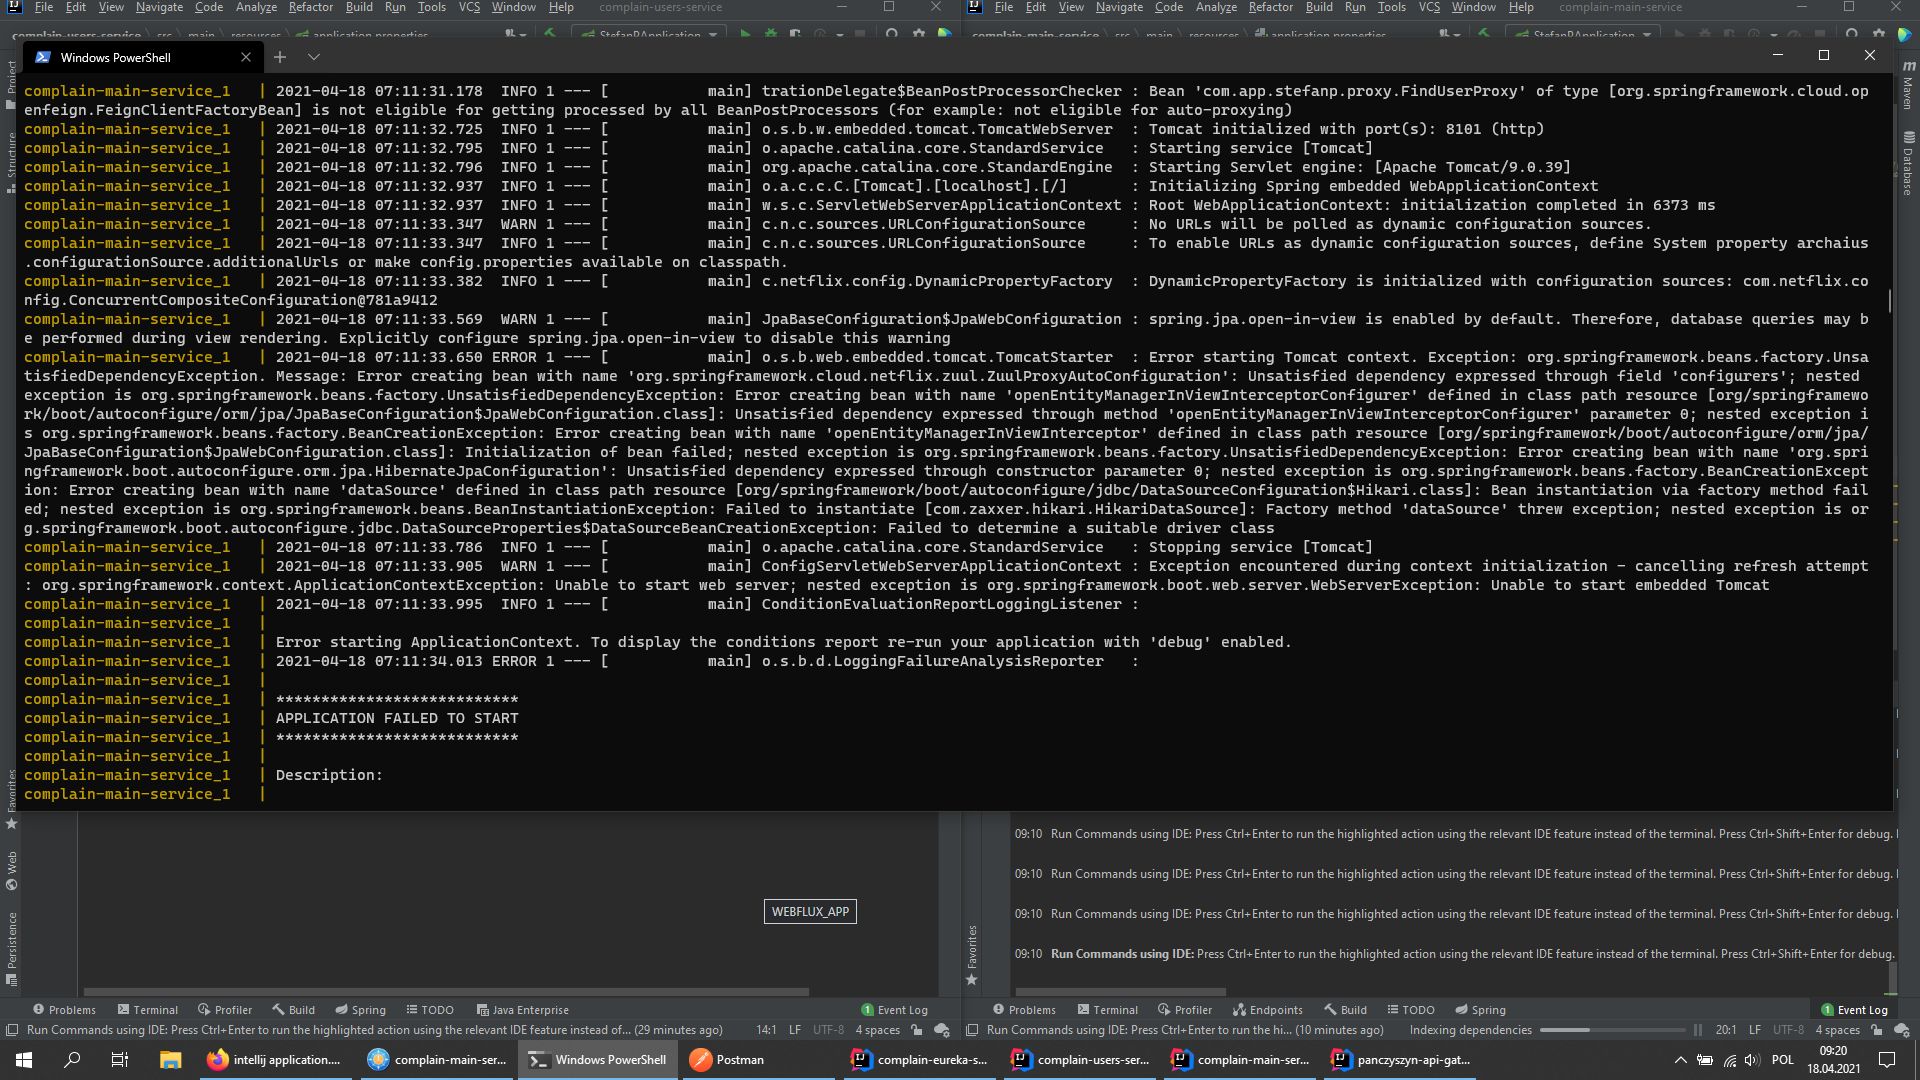 File Edit View Navigate Code Analyze Refactor Build Run Tools VCS Window Help complain-users-service
File Edit View Navigate Code Analyze Refactor Build Run Tools VCS Window Help complain-main-service
complain-users-service src main resources application.properties StefanPApplication
complain-main-service src main resources application.properties StefanPApplication
Windows PowerShell
complain-main-service_1 | 2021-04-18 07:11:31.178 INFO 1 --- [ main] trationDelegate$BeanPostProcessorChecker : Bean 'com.app.stefanp.proxy.FindUserProxy' of type [org.springframework.cloud.op
enfeign.FeignClientFactoryBean] is not eligible for getting processed by all BeanPostProcessors (for example: not eligible for auto-proxying)
complain-main-service_1 | 2021-04-18 07:11:32.725 INFO 1 --- [ main] o.s.b.w.embedded.tomcat.TomcatWebServer : Tomcat initialized with port(s): 8101 (http)
complain-main-service_1 | 2021-04-18 07:11:32.795 INFO 1 --- [ main] o.apache.catalina.core.StandardService : Starting service [Tomcat]
complain-main-service_1 | 2021-04-18 07:11:32.796 INFO 1 --- [ main] org.apache.catalina.core.StandardEngine : Starting Servlet engine: [Apache Tomcat/9.0.39]
complain-main-service_1 | 2021-04-18 07:11:32.937 INFO 1 --- [ main] o.a.c.c.C.[Tomcat].[localhost].[/] : Initializing Spring embedded WebApplicationContext
complain-main-service_1 | 2021-04-18 07:11:32.937 INFO 1 --- [ main] w.s.c.ServletWebServerApplicationContext : Root WebApplicationContext: initialization completed in 6373 ms
complain-main-service_1 | 2021-04-18 07:11:33.347 WARN 1 --- [ main] c.n.c.sources.URLConfigurationSource : No URLs will be polled as dynamic configuration sources.
complain-main-service_1 | 2021-04-18 07:11:33.347 INFO 1 --- [ main] c.n.c.sources.URLConfigurationSource : To enable URLs as dynamic configuration sources, define System property archaius
.configurationSource.additionalUrls or make config.properties available on classpath.
complain-main-service_1 | 2021-04-18 07:11:33.382 INFO 1 --- [ main] c.netflix.config.DynamicPropertyFactory : DynamicPropertyFactory is initialized with configuration sources: com.netflix.co
nfig.ConcurrentCompositeConfiguration@781a9412
complain-main-service_1 | 2021-04-18 07:11:33.569 WARN 1 --- [ main] JpaBaseConfiguration$JpaWebConfiguration : spring.jpa.open-in-view is enabled by default. Therefore, database queries may b
e performed during view rendering. Explicitly configure spring.jpa.open-in-view to disable this warning
complain-main-service_1 | 2021-04-18 07:11:33.650 ERROR 1 --- [ main] o.s.b.web.embedded.tomcat.TomcatStarter : Error starting Tomcat context. Exception: org.springframework.beans.factory.Unsa
tisfiedDependencyException. Message: Error creating bean with name 'org.springframework.cloud.netflix.zuul.ZuulProxyAutoConfiguration': Unsatisfied dependency expressed through field 'configurers'; nested
exception is org.springframework.beans.factory.UnsatisfiedDependencyException: Error creating bean with name 'openEntityManagerInViewInterceptorConfigurer' defined in class path resource [org/springframewo
rk/boot/autoconfigure/orm/jpa/JpaBaseConfiguration$JpaWebConfiguration.class]: Unsatisfied dependency expressed through method 'openEntityManagerInViewInterceptorConfigurer' parameter 0; nested exception i
s org.springframework.beans.factory.BeanCreationException: Error creating bean with name 'openEntityManagerInViewInterceptor' defined in class path resource [org/springframework/boot/autoconfigure/orm/jpa/
JpaBaseConfiguration$JpaWebConfiguration.class]: Initialization of bean failed; nested exception is org.springframework.beans.factory.UnsatisfiedDependencyException: Error creating bean with name 'org.spri
ngframework.boot.autoconfigure.orm.jpa.HibernateJpaConfiguration': Unsatisfied dependency expressed through constructor parameter 0; nested exception is org.springframework.beans.factory.BeanCreationExcept
ion: Error creating bean with name 'dataSource' defined in class path resource [org/springframework/boot/autoconfigure/jdbc/DataSourceConfiguration$Hikari.class]: Bean instantiation via factory method fail
ed; nested exception is org.springframework.beans.BeanInstantiationException: Failed to instantiate [com.zaxxer.hikari.HikariDataSource]: Factory method 'dataSource' threw exception; nested exception is or
g.springframework.boot.autoconfigure.jdbc.DataSourceProperties$DataSourceBeanCreationException: Failed to determine a suitable driver class
complain-main-service_1 | 2021-04-18 07:11:33.786 INFO 1 --- [ main] o.apache.catalina.core.StandardService : Stopping service [Tomcat]
complain-main-service_1 | 2021-04-18 07:11:33.905 WARN 1 --- [ main] ConfigServletWebServerApplicationContext : Exception encountered during context initialization - cancelling refresh attempt
: org.springframework.context.ApplicationContextException: Unable to start web server; nested exception is org.springframework.boot.web.server.WebServerException: Unable to start embedded Tomcat
complain-main-service_1 | 2021-04-18 07:11:33.995 INFO 1 --- [ main] ConditionEvaluationReportLoggingListener :
complain-main-service_1 |
complain-main-service_1 | Error starting ApplicationContext. To display the conditions report re-run your application with 'debug' enabled.
complain-main-service_1 | 2021-04-18 07:11:34.013 ERROR 1 --- [ main] o.s.b.d.LoggingFailureAnalysisReporter :
complain-main-service_1 |
complain-main-service_1 | ***************************
complain-main-service_1 | APPLICATION FAILED TO START
complain-main-service_1 | ***************************
complain-main-service_1 |
complain-main-service_1 | Description:
complain-main-service_1 |
Project
Structure
Favorites
Web
Persistence
Maven
Database
WEBFLUX_APP
Favorites
09:10 Run Commands using IDE: Press Ctrl+Enter to run the highlighted action using the relevant IDE feature instead of the terminal. Press Ctrl+Shift+Enter for debug.
09:10 Run Commands using IDE: Press Ctrl+Enter to run the highlighted action using the relevant IDE feature instead of the terminal. Press Ctrl+Shift+Enter for debug.
09:10 Run Commands using IDE: Press Ctrl+Enter to run the highlighted action using the relevant IDE feature instead of the terminal. Press Ctrl+Shift+Enter for debug.
09:10 Run Commands using IDE: Press Ctrl+Enter to run the highlighted action using the relevant IDE feature instead of the terminal. Press Ctrl+Shift+Enter for debug.
Problems Terminal Profiler Build Spring TODO Java Enterprise 1 Event Log
Problems Terminal Profiler Endpoints Build TODO Spring 1 Event Log
Run Commands using IDE: Press Ctrl+Enter to run the highlighted action using the relevant IDE feature instead of... (29 minutes ago) 14:1 LF UTF-8 4 spaces
Run Commands using IDE: Press Ctrl+Enter to run the hi... (10 minutes ago) Indexing dependencies 20:1 LF UTF-8 4 spaces
intellij application.... complain-main-ser... Windows PowerShell Postman complain-eureka-s... complain-users-ser... complain-main-ser... panczyszyn-api-gat... POL 09:20
18.04.2021